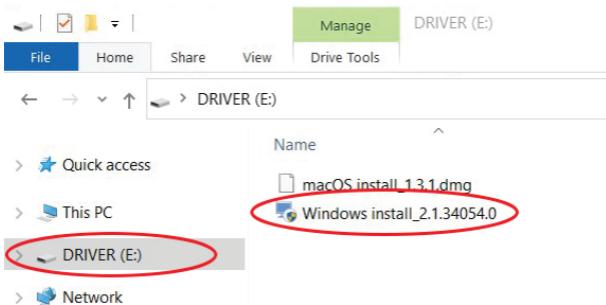 Manage DRIVER (E:)
File Home Share View Drive Tools
DRIVER (E:)
Name
Quick access
macOS install_1.3.1.dmg
This PC
Windows install_2.1.34054.0
DRIVER (E:)
Network